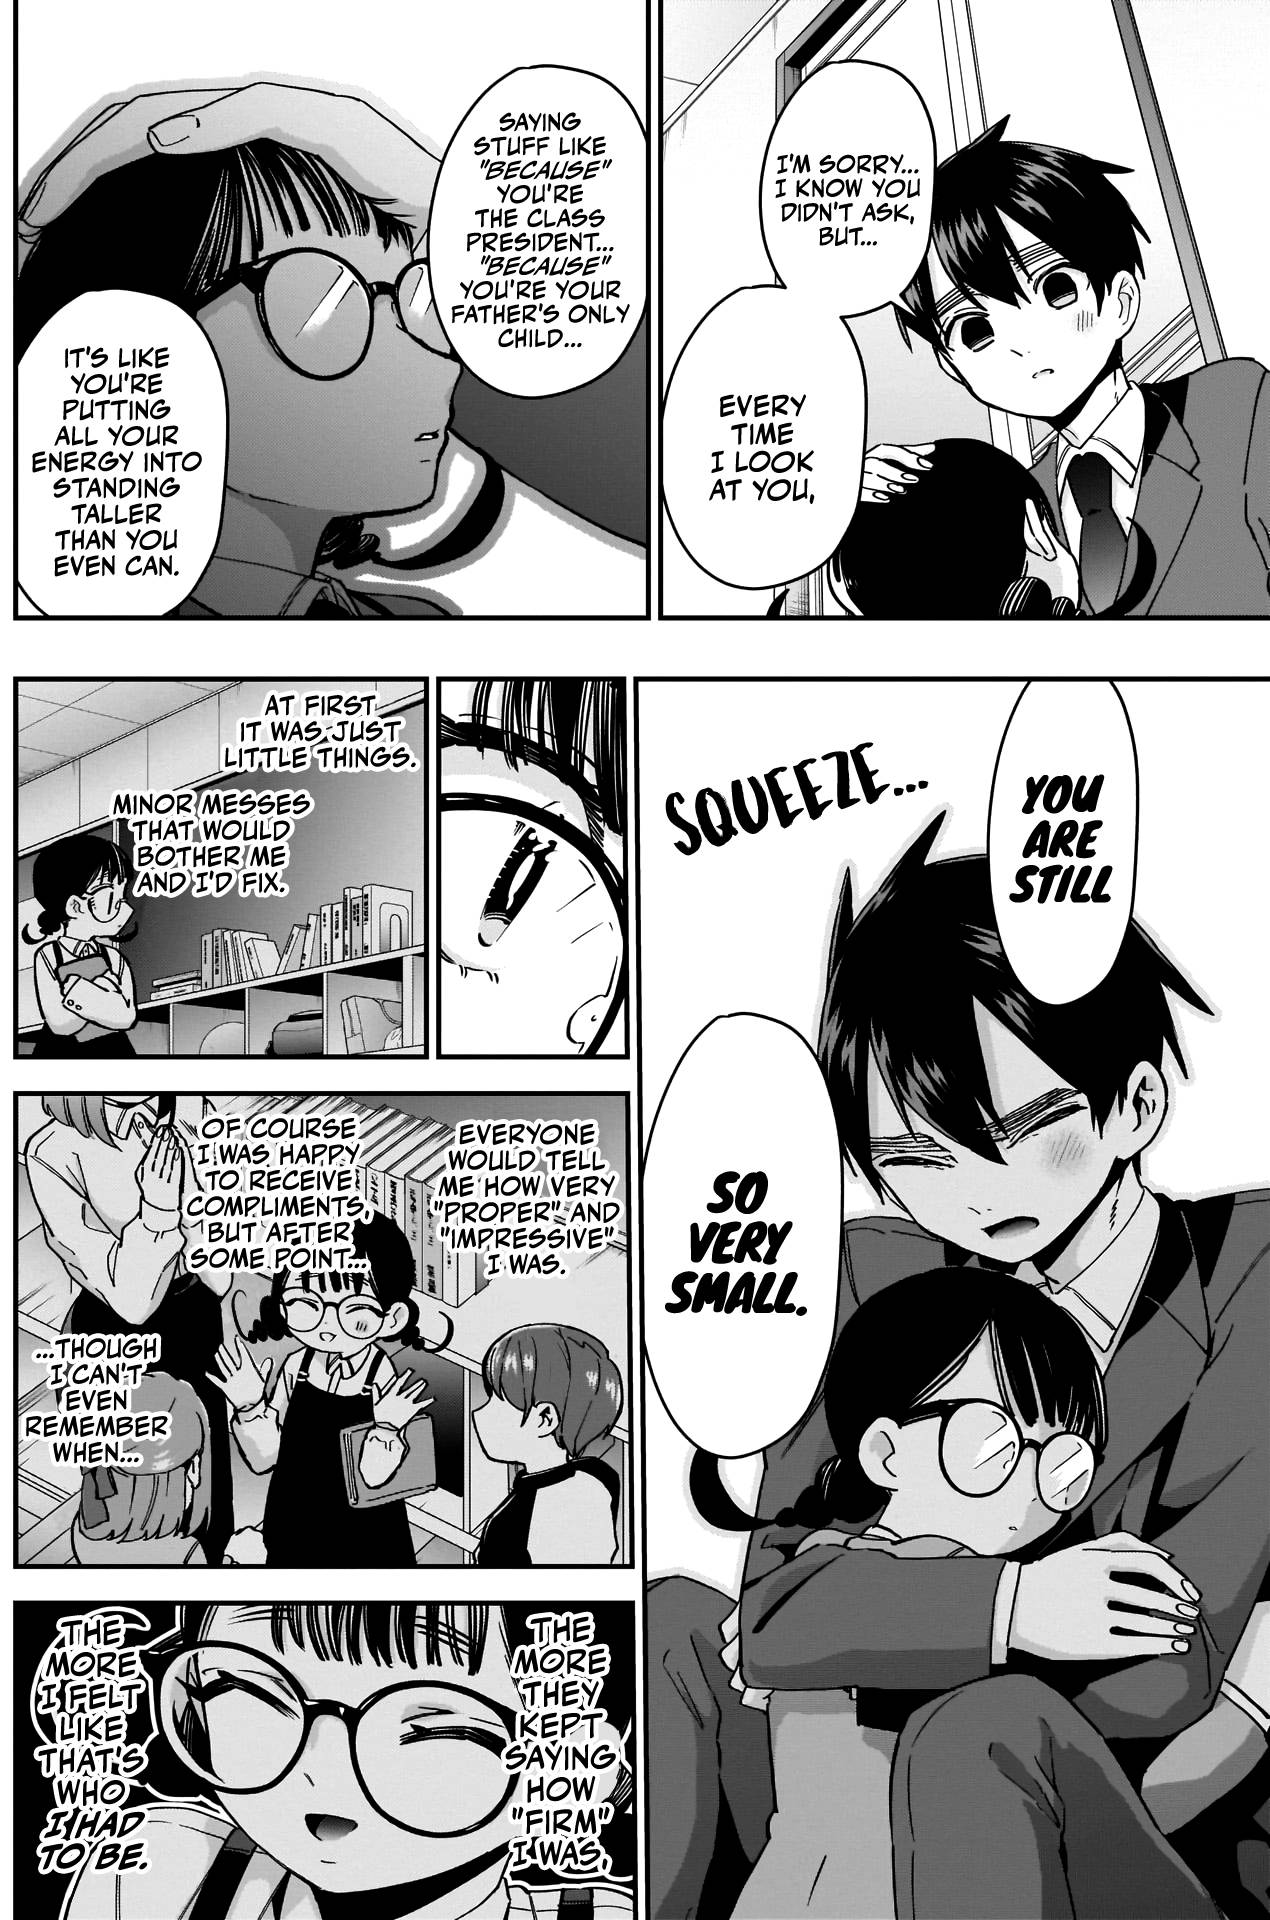 I'M SORRY...
I KNOW YOU
DIDN'T ASK,
BUT...
EVERY
TIME
I LOOK
AT YOU,
SAYING
STUFF LIKE
"BECAUSE"
YOU'RE
THE CLASS
PRESIDENT...
"BECAUSE"
YOU'RE YOUR
FATHER'S ONLY
CHILD...
IT'S LIKE
YOU'RE
PUTTING
ALL YOUR
ENERGY INTO
STANDING
TALLER
THAN YOU
EVEN CAN.
YOU
ARE
STILL
SQUEEZE...
SO
VERY
SMALL.
AT FIRST
IT WAS JUST
LITTLE THINGS.
MINOR MESSES
THAT WOULD
BOTHER ME
AND I'D FIX.
EVERYONE
WOULD TELL
ME HOW VERY
"PROPER" AND
"IMPRESSIVE"
I WAS.
OF COURSE
I WAS HAPPY
TO RECEIVE
COMPLIMENTS,
BUT AFTER
SOME POINT...
...THOUGH
I CAN'T
EVEN
REMEMBER
WHEN...
THE
MORE
THEY
KEPT
SAYING
HOW
"FIRM"
I WAS,
THE
MORE
I FELT
LIKE
THAT'S
WHO
I HAD
TO BE.